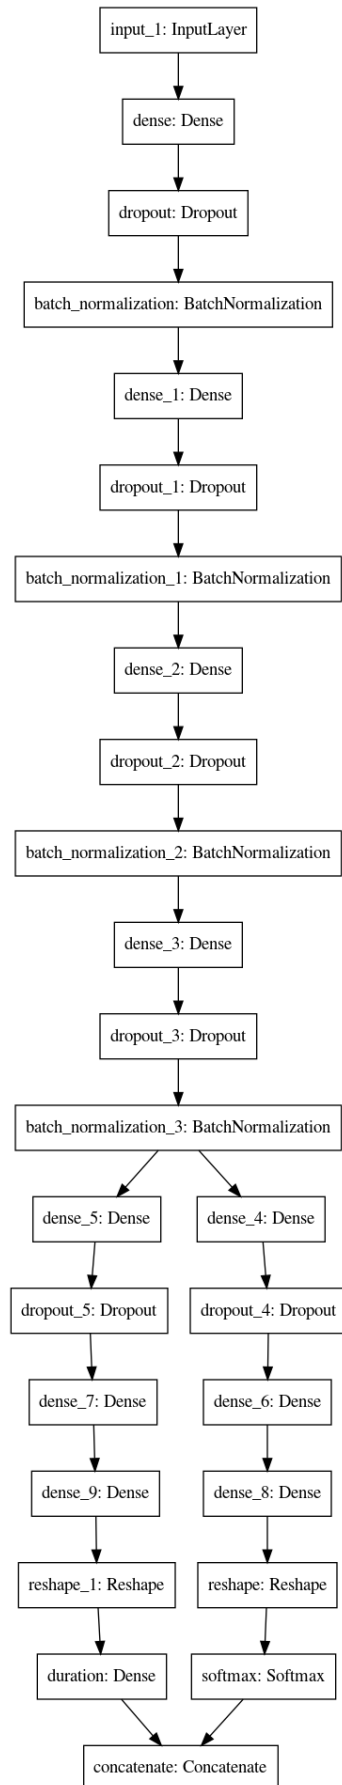 input_1: InputLayer
dense: Dense
dropout: Dropout
batch_normalization: BatchNormalization
dense_1: Dense
dropout_1: Dropout
batch_normalization_1: BatchNormalization
dense_2: Dense
dropout_2: Dropout
batch_normalization_2: BatchNormalization
dense_3: Dense
dropout_3: Dropout
batch_normalization_3: BatchNormalization
dense_5: Dense
dense_4: Dense
dropout_5: Dropout
dropout_4: Dropout
dense_7: Dense
dense_6: Dense
dense_9: Dense
dense_8: Dense
reshape_1: Reshape
reshape: Reshape
duration: Dense
softmax: Softmax
concatenate: Concatenate